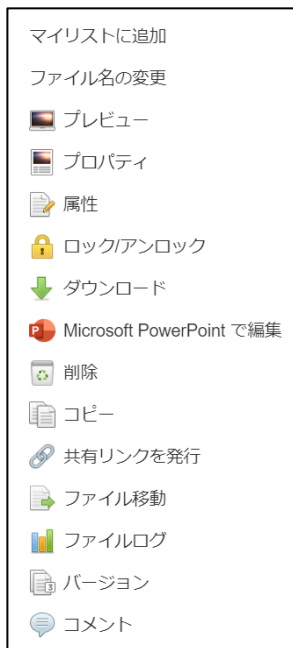 マイリストに追加
ファイル名の変更
プレビュー
プロパティ
属性
ロック/アンロック
ダウンロード
Microsoft PowerPoint で編集
削除
コピー
共有リンクを発行
ファイル移動
ファイルログ
バージョン
コメント